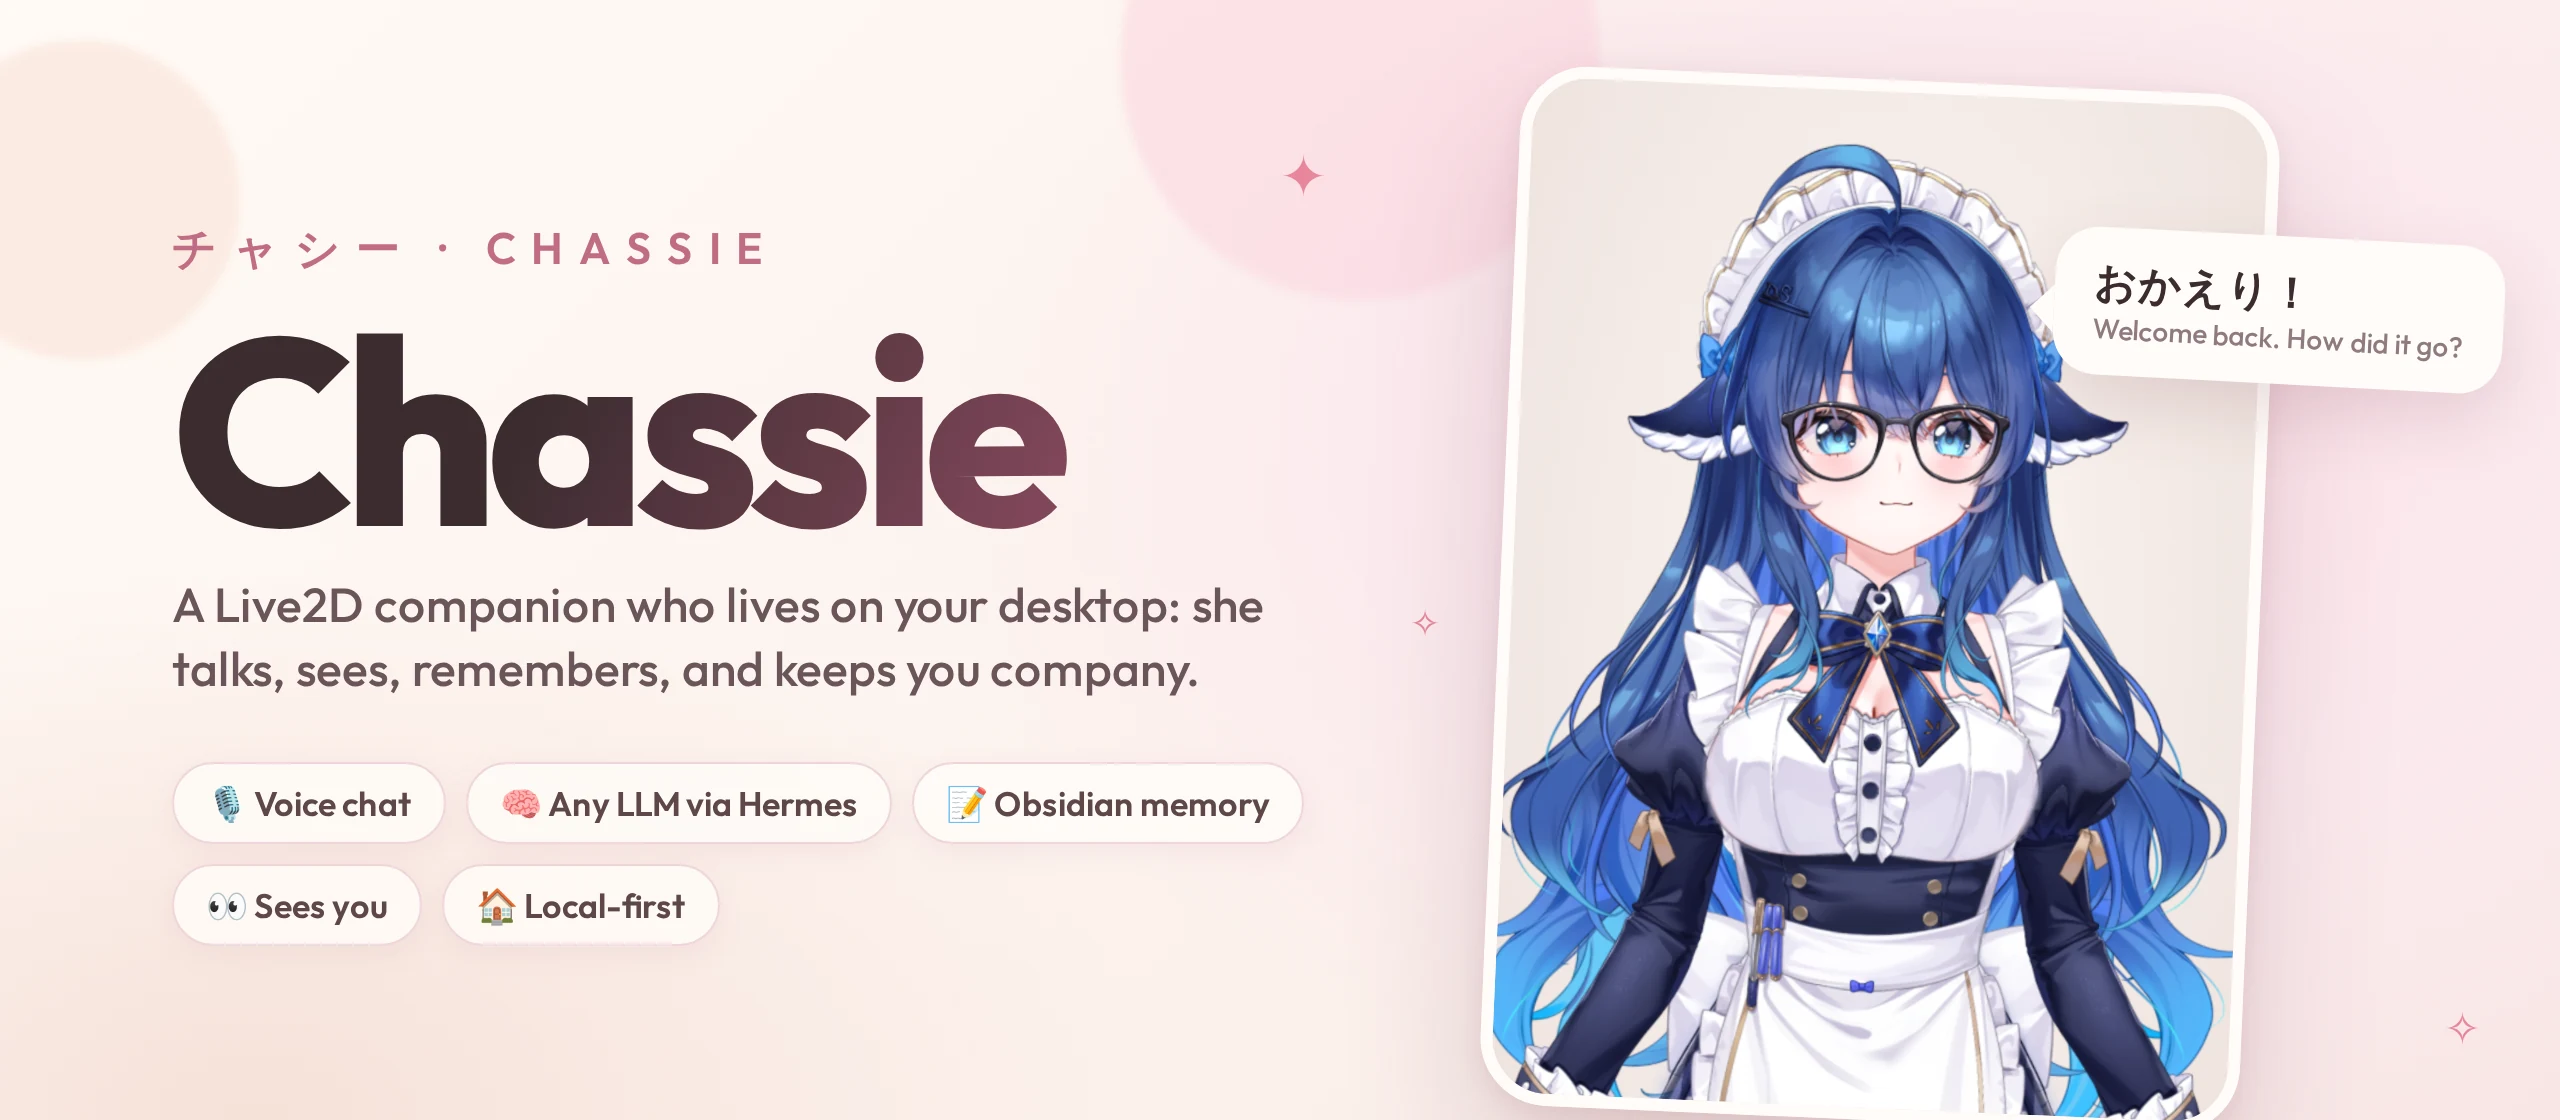 チャシー · CHASSIE
Chassie
A Live2D companion who lives on your desktop: she
talks, sees, remembers, and keeps you company.
🎙️ Voice chat
🧠 Any LLM via Hermes
📝 Obsidian memory
👀 Sees you
🏠 Local-first
おかえり！
Welcome back. How did it go?